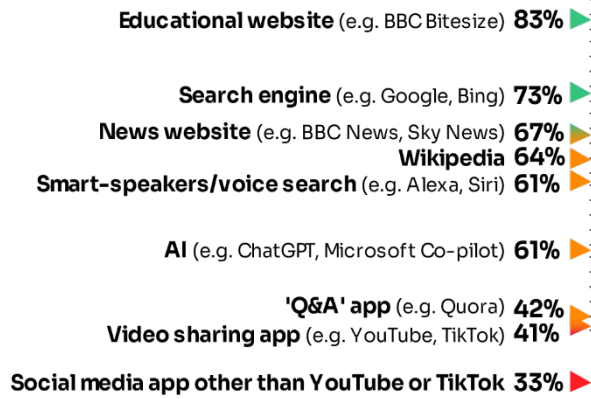 Educational website (e.g. BBC Bitesize) 83%
Search engine (e.g. Google, Bing) 73%
News website (e.g. BBC News, Sky News) 67%
Wikipedia 64%
Smart-speakers/voice search (e.g. Alexa, Siri) 61%
AI (e.g. ChatGPT, Microsoft Co-pilot) 61%
'Q&A' app (e.g. Quora) 42%
Video sharing app (e.g. YouTube, TikTok) 41%
Social media app other than YouTube or TikTok 33%